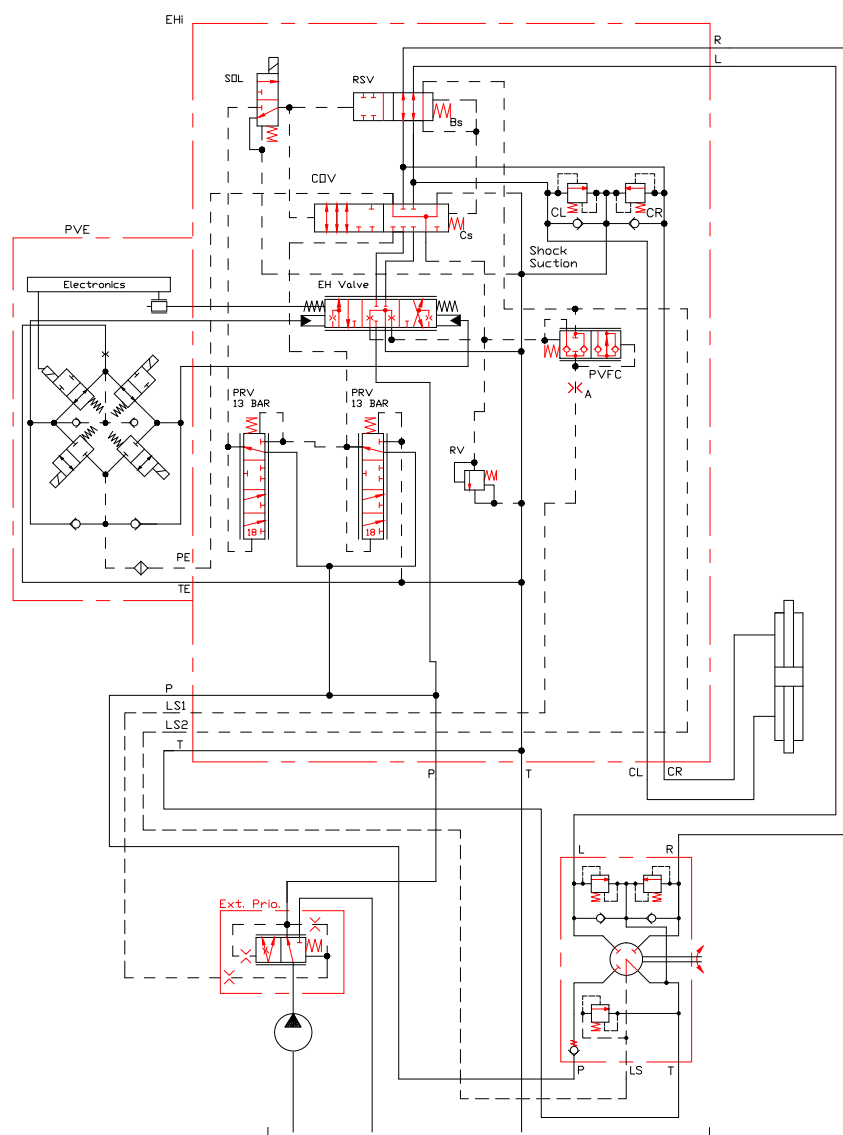 EHi
R
L
SOL
RSV
Bs
COV
CL
CR
Cs
PVE
Shock
Suction
EH Valve
Electronics
PVFC
A
PRV
13 BAR
PRV
13 BAR
RV
18
18
PE
TE
P
LS1
LS2
T
P
T
CL
CR
L
R
Ext. Prio.
P
LS
T